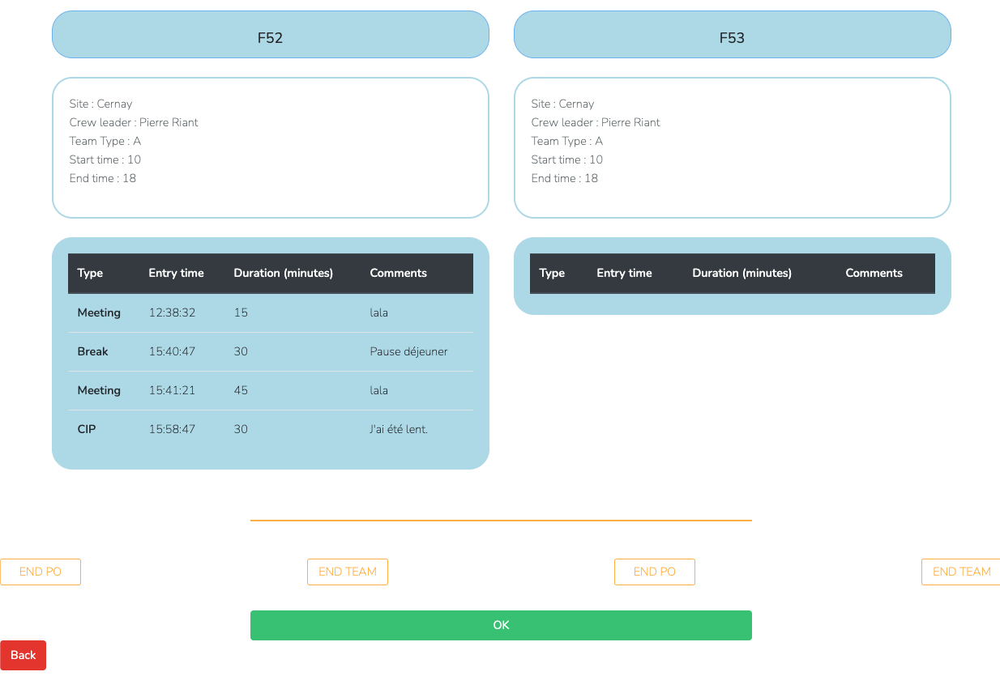 F52
Site : Cernay
Crew leader : Pierre Riant
Team Type : A
Start time : 10
End time : 18
Type Entry time Duration (minutes) Comments
Meeting 12:38:32 15 lala
Break 15:40:47 30 Pause déjeuner
Meeting 15:41:21 45 lala
CIP 15:58:47 30 J'ai été lent.
F53
Site : Cernay
Crew leader : Pierre Riant
Team Type : A
Start time : 10
End time : 18
Type Entry time Duration (minutes) Comments
END PO END TEAM END PO END TEAM
OK
Back